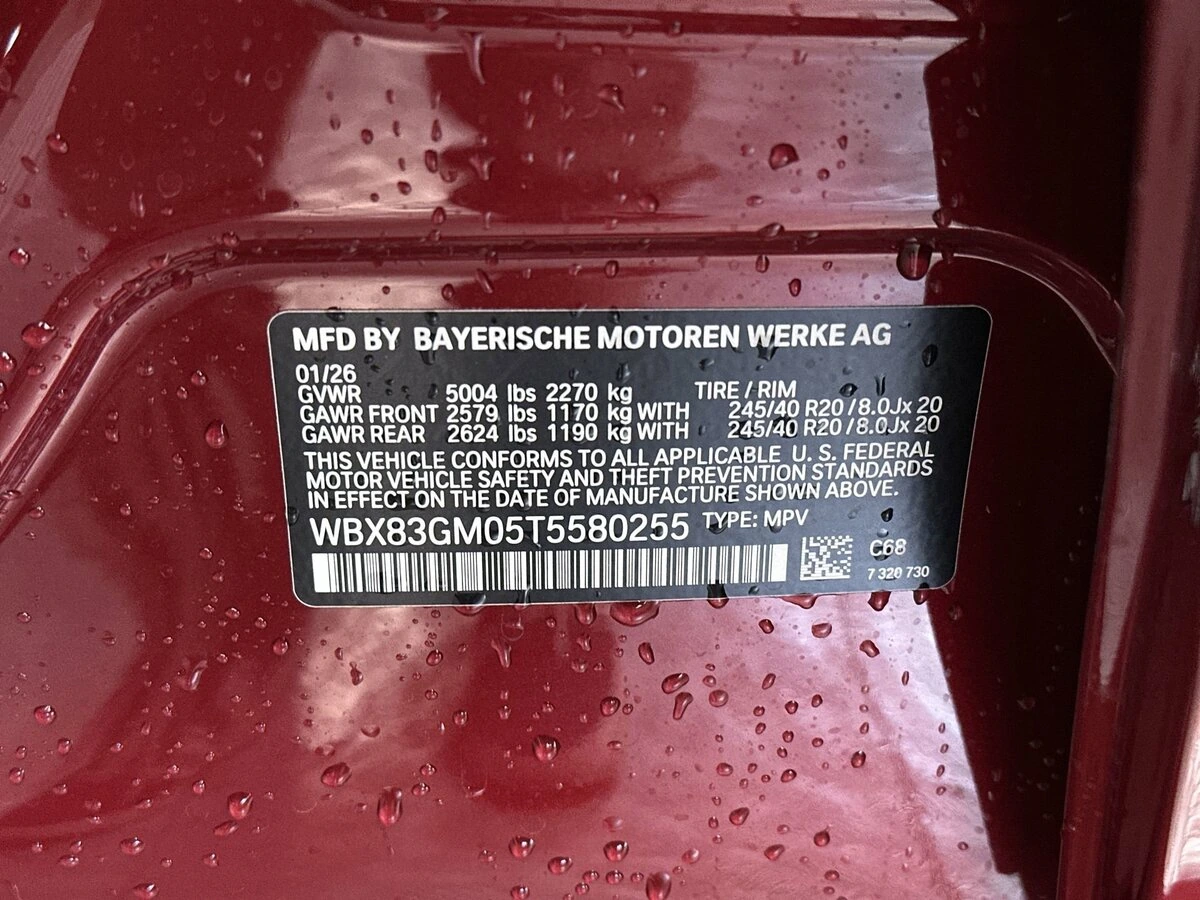 MFD BY BAYERISCHE MOTOREN WERKE AG
01/26
GVWR 5004 lbs 2270 kg TIRE / RIM
GAWR FRONT 2579 lbs 1170 kg WITH 245/40 R20 / 8.0Jx 20
GAWR REAR 2624 lbs 1190 kg WITH 245/40 R20 / 8.0Jx 20
THIS VEHICLE CONFORMS TO ALL APPLICABLE U. S. FEDERAL
MOTOR VEHICLE SAFETY AND THEFT PREVENTION STANDARDS
IN EFFECT ON THE DATE OF MANUFACTURE SHOWN ABOVE.
WBX83GM05T5580255 TYPE: MPV
C68
7 320 730